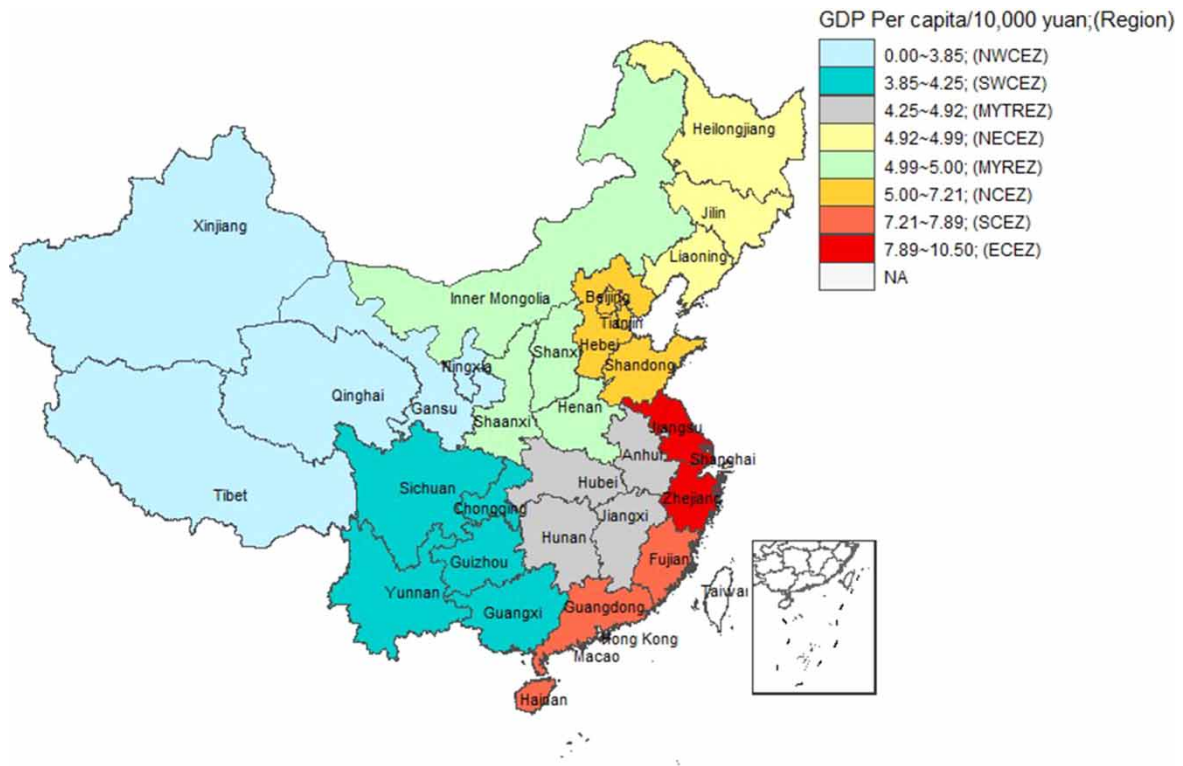 GDP Per capita/10,000 yuan;(Region)
0.00~3.85; (NWCEZ)
3.85~4.25; (SWCEZ)
4.25~4.92; (MYTREZ)
4.92~4.99; (NECEZ)
4.99~5.00; (MYREZ)
5.00~7.21; (NCEZ)
7.21~7.89; (SCEZ)
7.89~10.50; (ECEZ)
NA
Heilongjiang
Jilin
Xinjiang
Liaoning
Inner Mongolia
Beijing
Tianjin
Hebei
Shanxi
Shandong
Ningxia
Qinghai
Gansu
Henan
Shaanxi
Jiangsu
Anhui
Shanghai
Hubei
Sichuan
Tibet
Zhejiang
Chongqing
Jiangxi
Hunan
Fujian
Guizhou
Yunnan
Taiwan
Guangxi
Guangdong
Hong Kong
Macao
Hainan